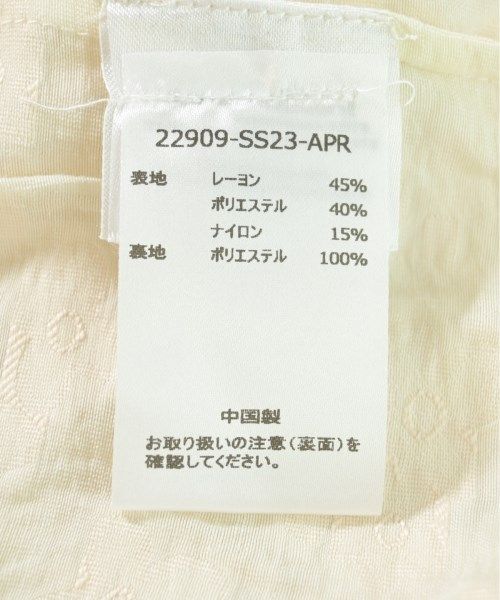 22909-SS23-APR
表地 レーヨン 45%
ポリエステル 40%
ナイロン 15%
裏地 ポリエステル 100%
中国製
お取り扱いの注意(裏面)を
確認してください。